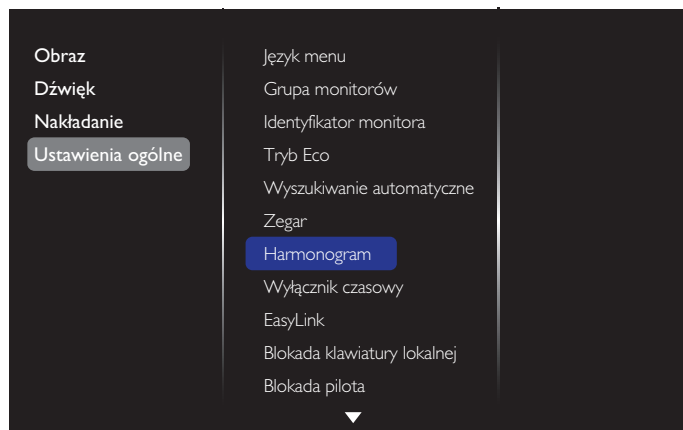 Obraz
Dźwięk
Nakładanie
Ustawienia ogólne
Język menu
Grupa monitorów
Identyfikator monitora
Tryb Eco
Wyszukiwanie automatyczne
Zegar
Harmonogram
Wyłącznik czasowy
EasyLink
Blokada klawiatury lokalnej
Blokada pilota